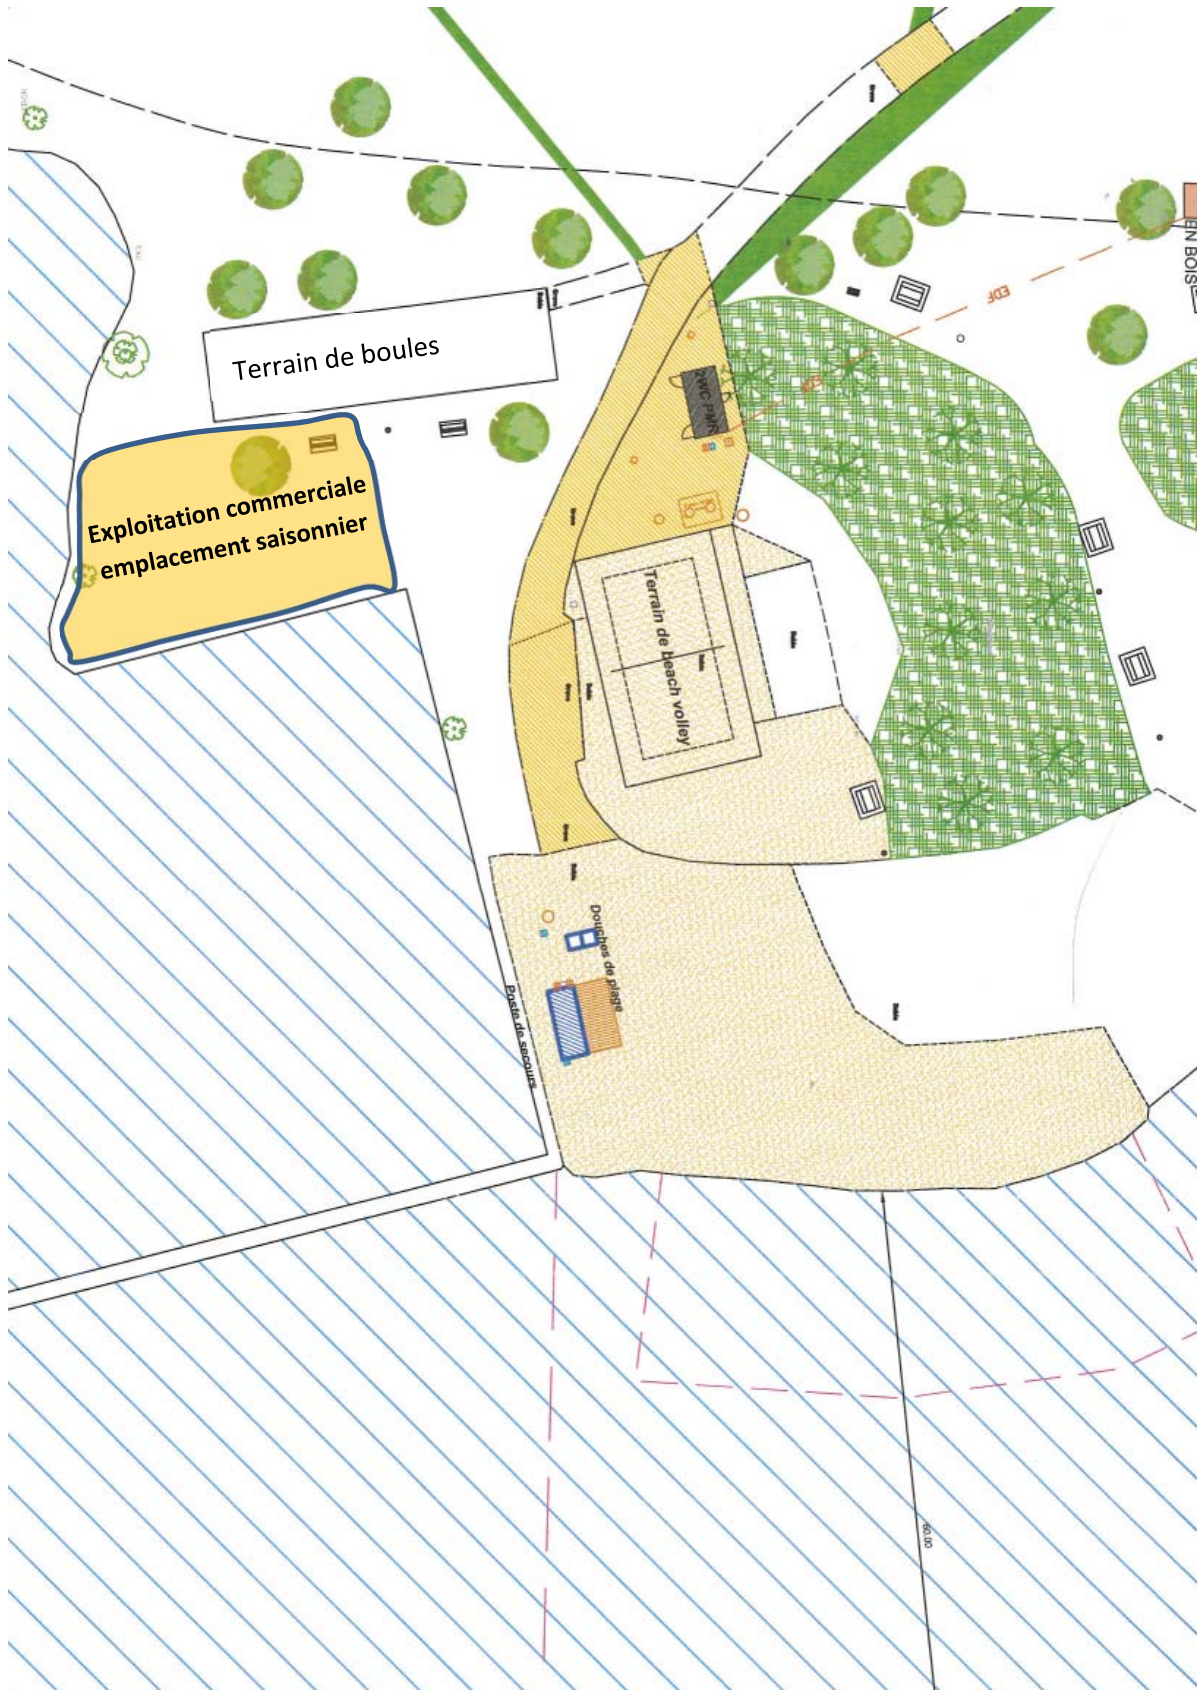 EN BOIS
EDF
Terrain de boules
EDF
WC PMR
Exploitation commerciale
emplacement saisonnier
Terrain de beach volley
Douches de plage
Poste de secours
60.00